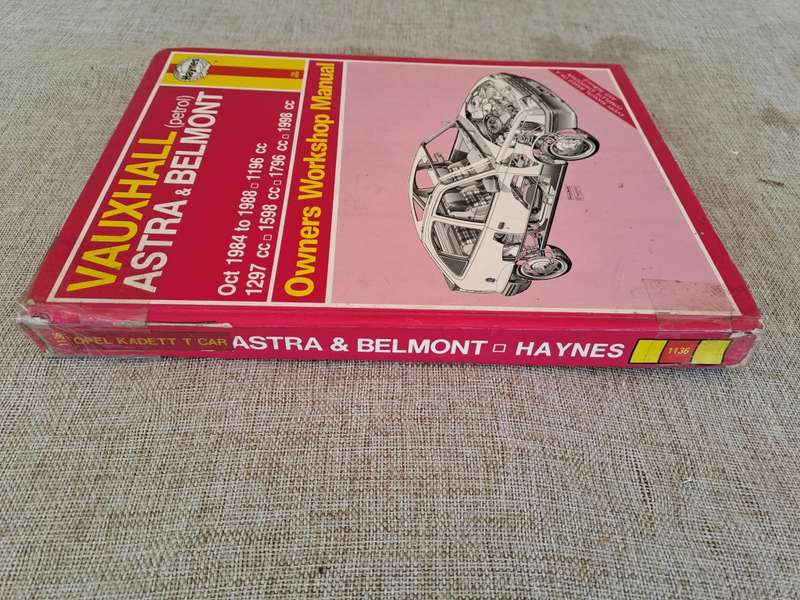 Haynes
VAUXHALL (petrol)
ASTRA & BELMONT
Oct 1984 to 1988 □ 1196 cc
1297 cc □ 1598 cc □ 1796 cc □ 1998 cc
Owners Workshop Manual
OPEL KADETT T CAR
ASTRA & BELMONT □ HAYNES
1136